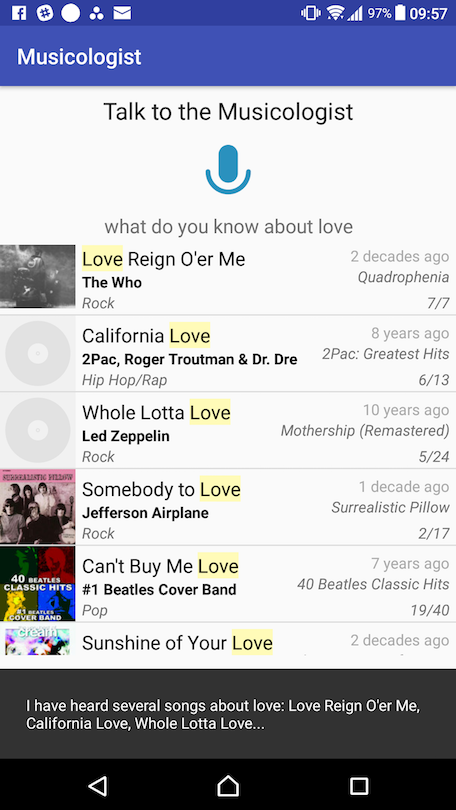 97% 09:57
Musicologist
Talk to the Musicologist
what do you know about love
Love Reign O'er Me 2 decades ago
The Who Quadrophenia
Rock 7/7
California Love 8 years ago
2Pac, Roger Troutman & Dr. Dre 2Pac: Greatest Hits
Hip Hop/Rap 6/13
Whole Lotta Love 10 years ago
Led Zeppelin Mothership (Remastered)
Rock 5/24
SURREALISTIC PILLOW
Somebody to Love 1 decade ago
Jefferson Airplane Surrealistic Pillow
Rock 2/17
40 BEATLES
CLASSIC HITS
#1 BEATLES
COVER BAND
Can't Buy Me Love 7 years ago
#1 Beatles Cover Band 40 Beatles Classic Hits
Pop 19/40
cream
Sunshine of Your Love 2 decades ago
I have heard several songs about love: Love Reign O'er Me,
California Love, Whole Lotta Love...